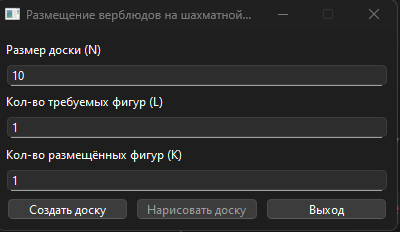 Размещение верблюдов на шахматной...
Размер доски (N)
10
Кол-во требуемых фигур (L)
1
Кол-во размещённых фигур (K)
1
Создать доску Нарисовать доску Выход